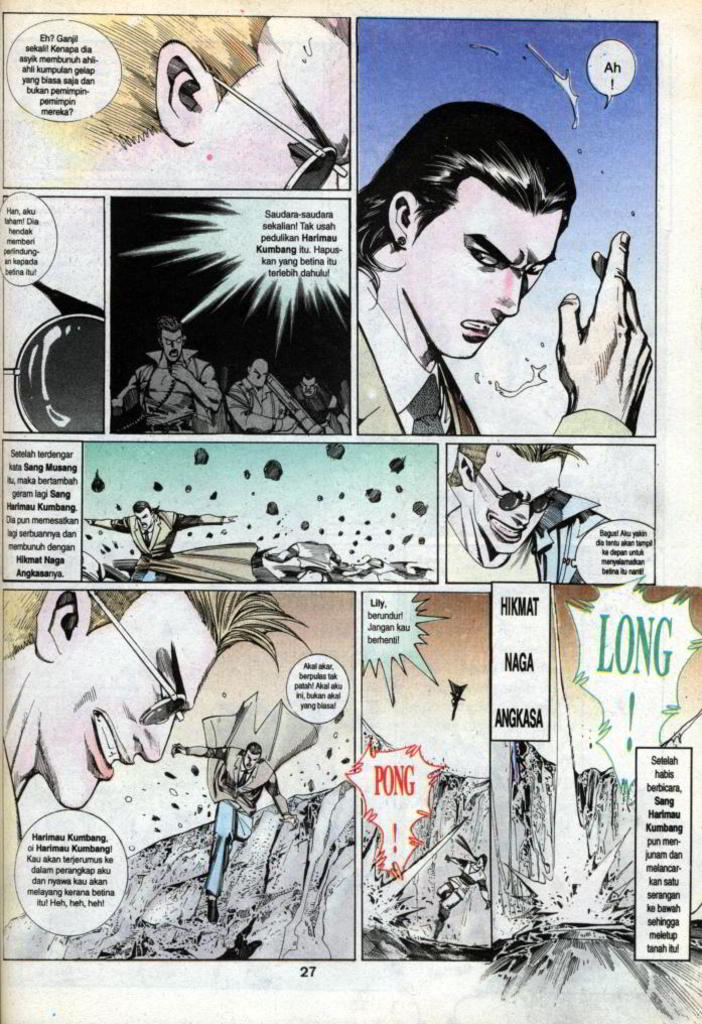 Eh? Ganjil
sekali! Kenapa dia
asyik membunuh ahli-
ahli kumpulan gelap
yang biasa saja dan
bukan pemimpin-
pemimpin
mereka?
Ah
!
Han, aku
faham! Dia
hendak
memberi
perlindung-
an kepada
betina itu!
Saudara-saudara
sekalian! Tak usah
pedulikan Harimau
Kumbang itu. Hapus-
kan yang betina itu
terlebih dahulu!
Setelah terdengar
kata Sang Musang
itu, maka bertambah
geram lagi Sang
Harimau Kumbang.
Dia pun memesatkan
lagi serbuannya dan
membunuh dengan
Hikmat Naga
Angkasanya.
Bagus! Aku yakin
dia tentu akan tampil
ke depan untuk
menyelamatkan
betina itu nanti!
Akal akar,
berpulas tak
patah! Akal aku
ini, bukan akal
yang biasa!
Harimau Kumbang,
oi Harimau Kumbang!
Kau akan terjerumus ke
dalam perangkap aku
dan nyawa kau akan
melayang kerana betina
itu! Heh, heh, heh!
Lily,
berundur!
Jangan kau
berhenti!
PONG
!
HIKMAT
NAGA
ANGKASA
LONG
!
Setelah
habis
berbicara,
Sang
Harimau
Kumbang
pun men-
junam dan
melancar-
kan satu
serangan
ke bawah
sehingga
meletup
tanah itu!
27